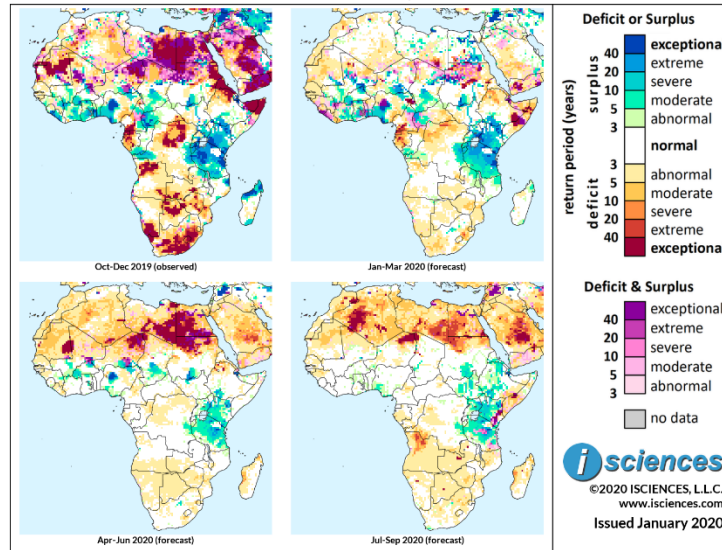 Oct-Dec 2019 (observed)
Jan-Mar 2020 (forecast)
Apr-Jun 2020 (forecast)
Jul-Sep 2020 (forecast)
Deficit or Surplus
return period (years)
surplus
deficit
40
20
10
5
3
3
5
10
20
40
exceptional
extreme
severe
moderate
abnormal
normal
abnormal
moderate
severe
extreme
exceptional
Deficit & Surplus
40
20
10
5
3
exceptional
extreme
severe
moderate
abnormal
no data
i sciences
©2020 ISCIENCES, L.L.C.
www.isciences.com
Issued January 2020